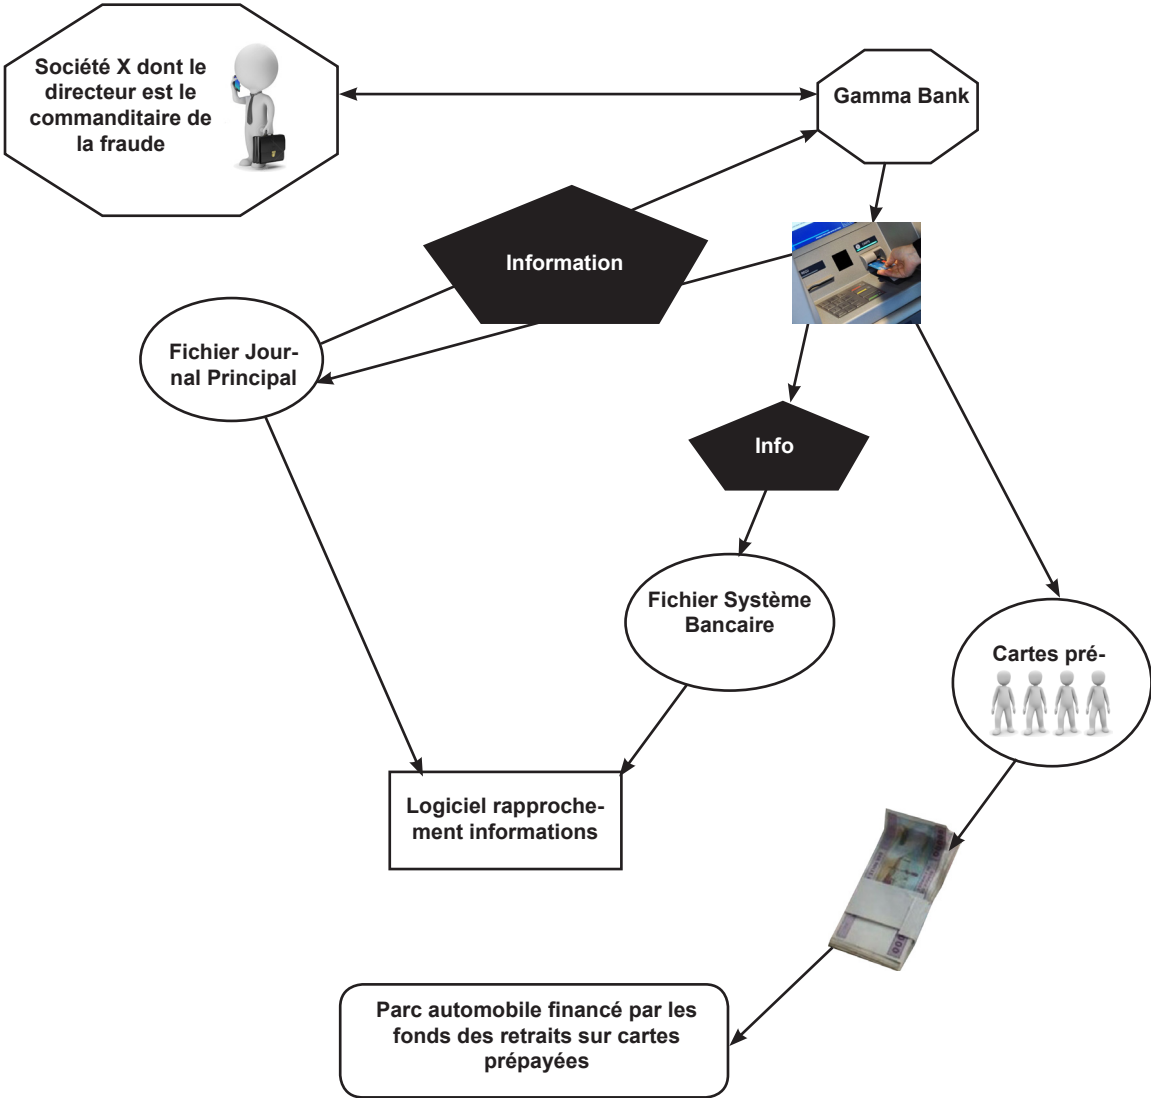 Société X dont le
directeur est le
commanditaire de
la fraude
Gamma Bank
Information
Fichier Jour-
nal Principal
Info
Fichier Système
Bancaire
Cartes pré-
Logiciel rapproche-
ment informations
Parc automobile financé par les
fonds des retraits sur cartes
prépayées